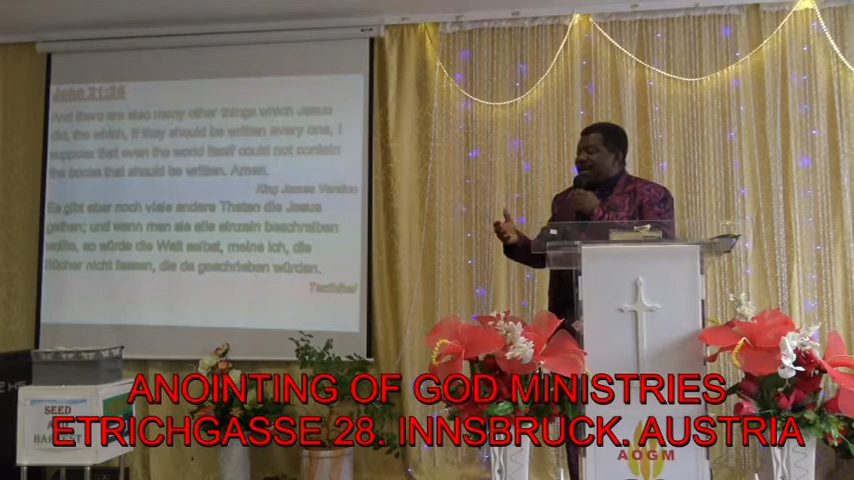 John 21:25
And there are also many other things which Jesus
did, the which, if they should be written every one, I
suppose that even the world itself could not contain
the books that should be written. Amen.
King James Version
Es gibt aber noch viele andere Thaten die Jesus
gethan; und wenn man sie alle einzeln beschreiben
wollte, so würde die Welt selbst, meine ich, die
Bücher nicht fassen, die da geschrieben würden.
Textbibel
SEED
HARVEST
ANOINTING OF GOD MINISTRIES
ETRICHGASSE 28. INNSBRUCK. AUSTRIA
AOGM